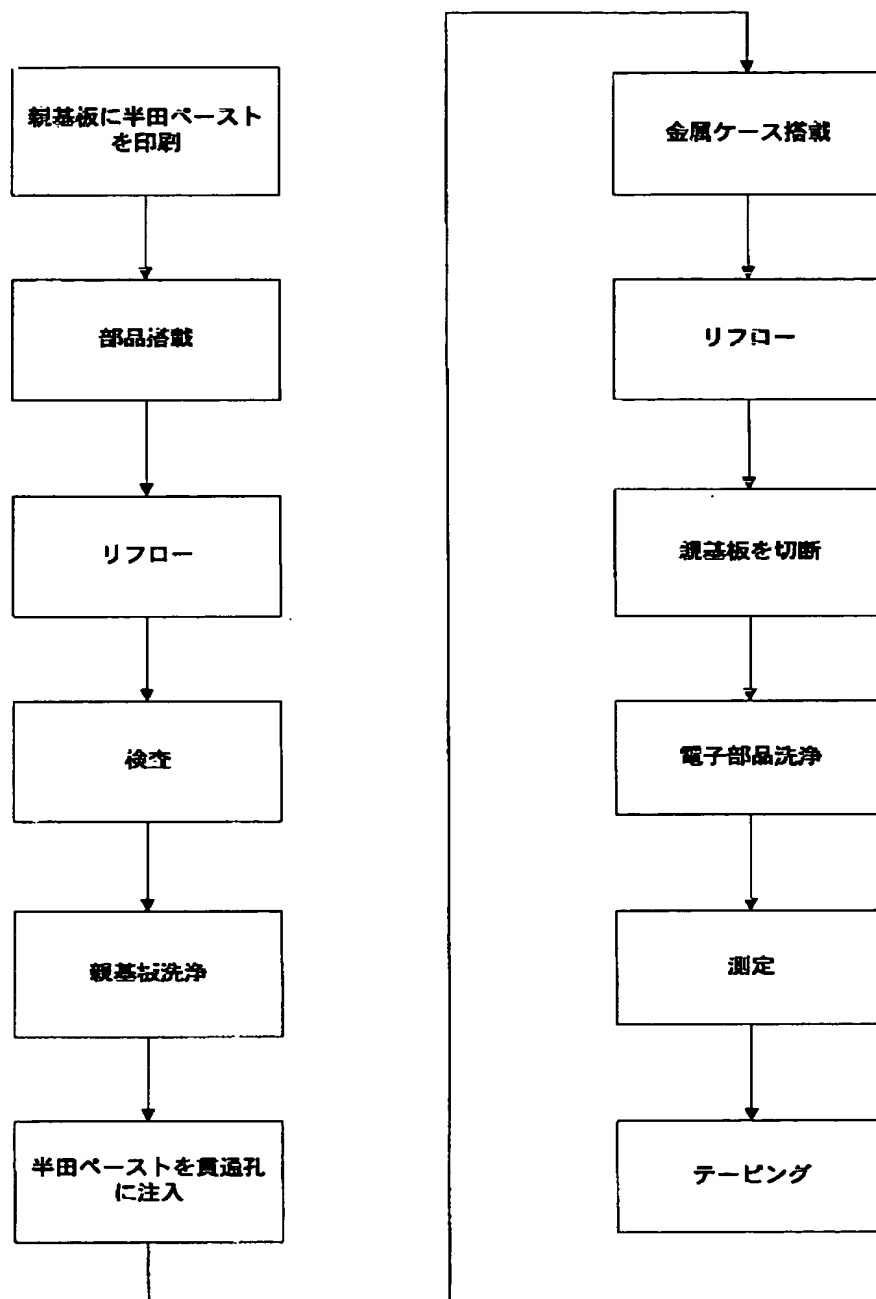 親基板に半田ペースト
を印刷
部品搭載
リフロー
検査
親基板洗浄
半田ペーストを貫通孔
に注入
金属ケース搭載
リフロー
親基板を切断
電子部品洗浄
測定
テーピング